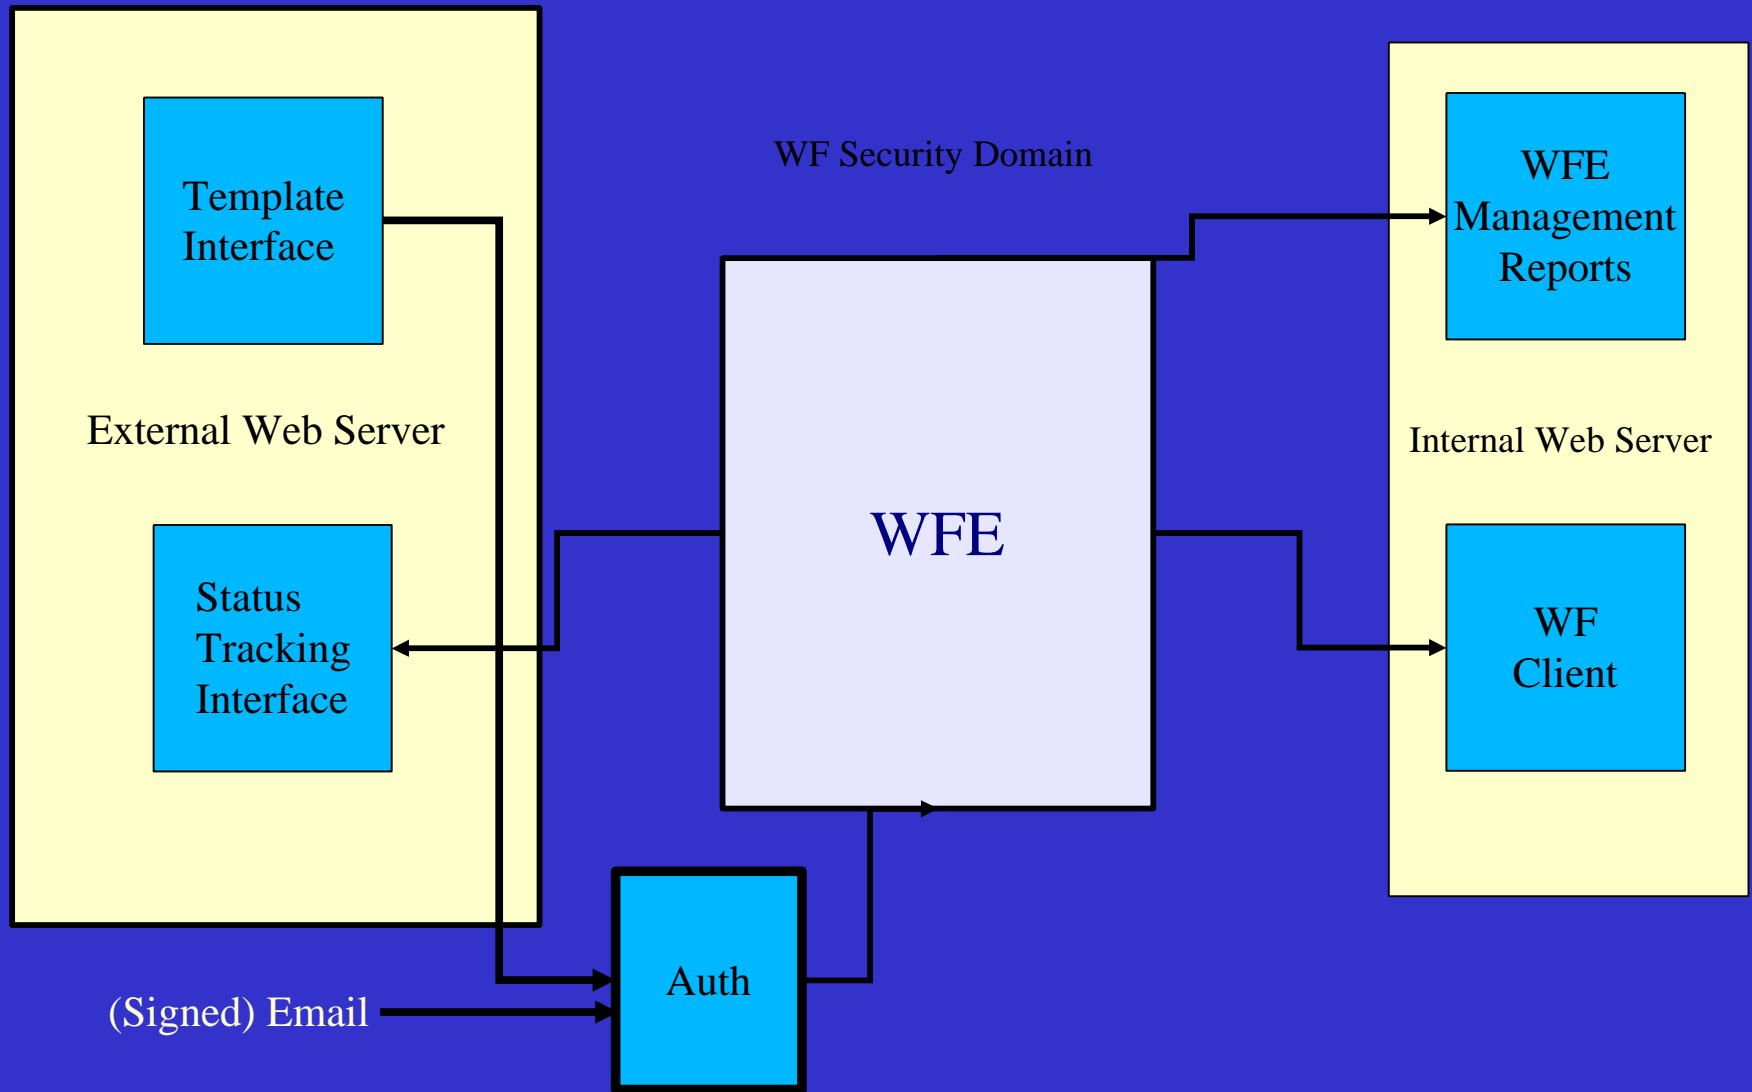 Template
Interface
External Web Server
Status
Tracking
Interface
(Signed) Email
Auth
WF Security Domain
WFE
WFE
Management
Reports
Internal Web Server
WF
Client